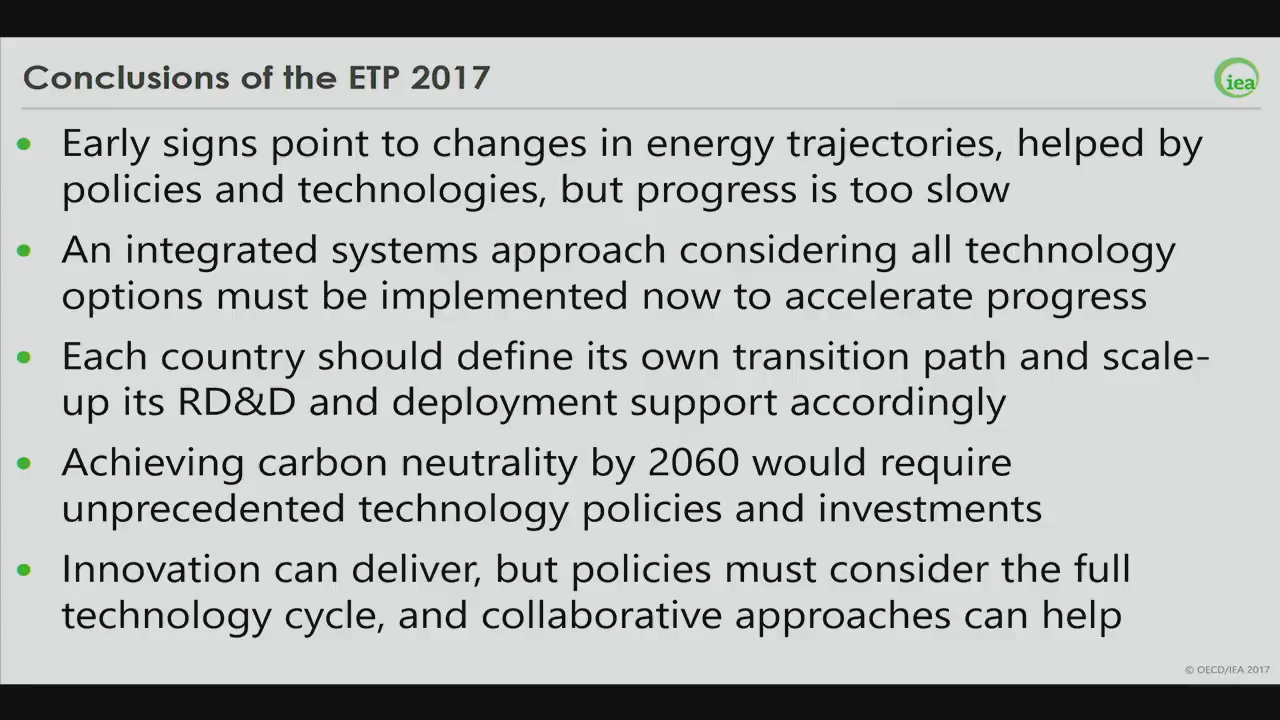 Conclusions of the ETP 2017
iea
• Early signs point to changes in energy trajectories, helped by
policies and technologies, but progress is too slow
• An integrated systems approach considering all technology
options must be implemented now to accelerate progress
• Each country should define its own transition path and scale-
up its RD&D and deployment support accordingly
• Achieving carbon neutrality by 2060 would require
unprecedented technology policies and investments
• Innovation can deliver, but policies must consider the full
technology cycle, and collaborative approaches can help
© OECD/IEA 2017